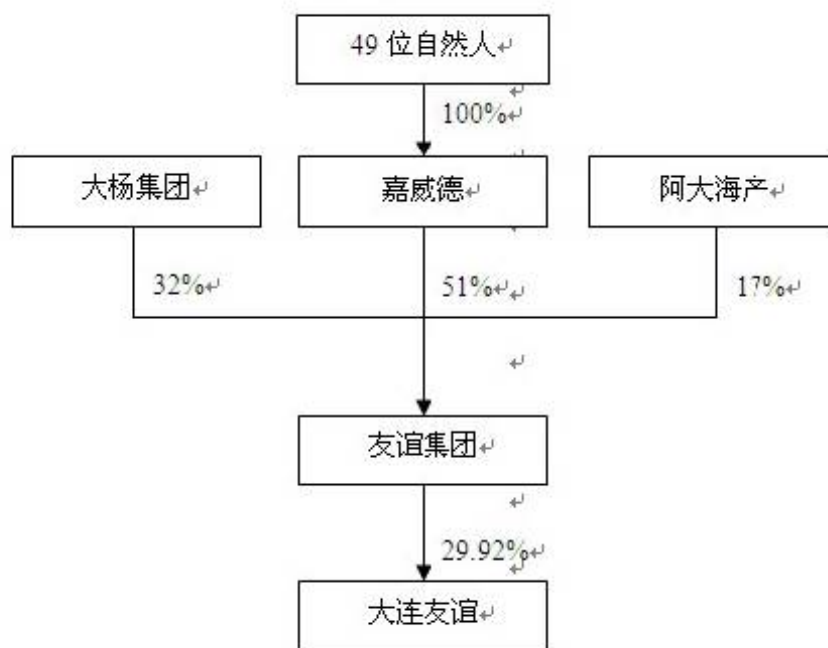 49 位自然人
100%
大杨集团
嘉威德
阿大海产
32%
51%
17%
友谊集团
29.92%
大连友谊